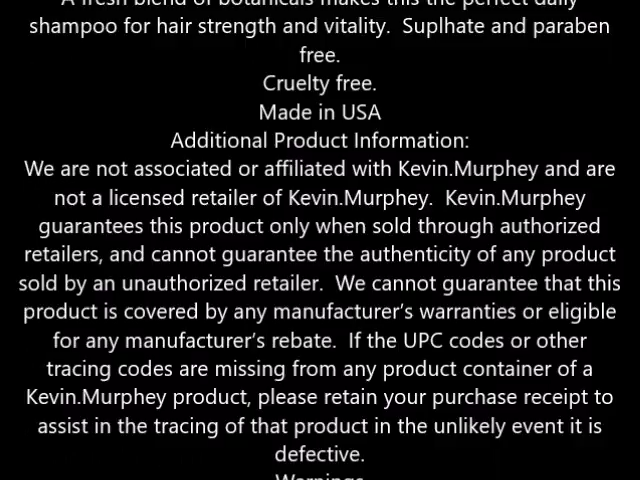 A fresh blend of botanicals makes this the perfect daily
shampoo for hair strength and vitality.  Suplhate and paraben
free.
Cruelty free.
Made in USA
Additional Product Information:
We are not associated or affiliated with Kevin.Murphey and are
not a licensed retailer of Kevin.Murphey.  Kevin.Murphey
guarantees this product only when sold through authorized
retailers, and cannot guarantee the authenticity of any product
sold by an unauthorized retailer.  We cannot guarantee that this
product is covered by any manufacturer’s warranties or eligible
for any manufacturer’s rebate.  If the UPC codes or other
tracing codes are missing from any product container of a
Kevin.Murphey product, please retain your purchase receipt to
assist in the tracing of that product in the unlikely event it is
defective.
Warnings